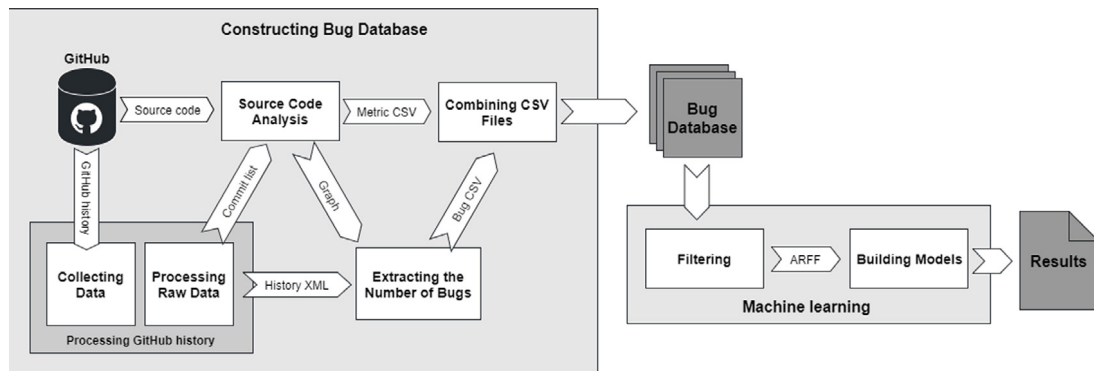 Constructing Bug Database
GitHub
Source code
Source Code
Analysis
Metric CSV
Combining CSV
Files
Bug
Database
GitHub history
Commit list
Graph
Bug CSV
Collecting
Data
Processing
Raw Data
History XML
Extracting the
Number of Bugs
Processing GitHub history
Filtering
ARFF
Building Models
Machine learning
Results